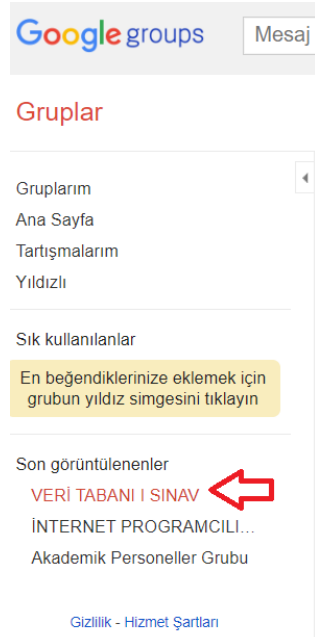 Google groups
Mesaj
Gruplar
Gruplarım
Ana Sayfa
Tartışmalarım
Yıldızlı
Sık kullanılanlar
En beğendiklerinize eklemek için
grubun yıldız simgesini tıklayın
Son görüntülenenler
VERİ TABANI I SINAV
İNTERNET PROGRAMCILI...
Akademik Personeller Grubu
Gizlilik - Hizmet Şartları